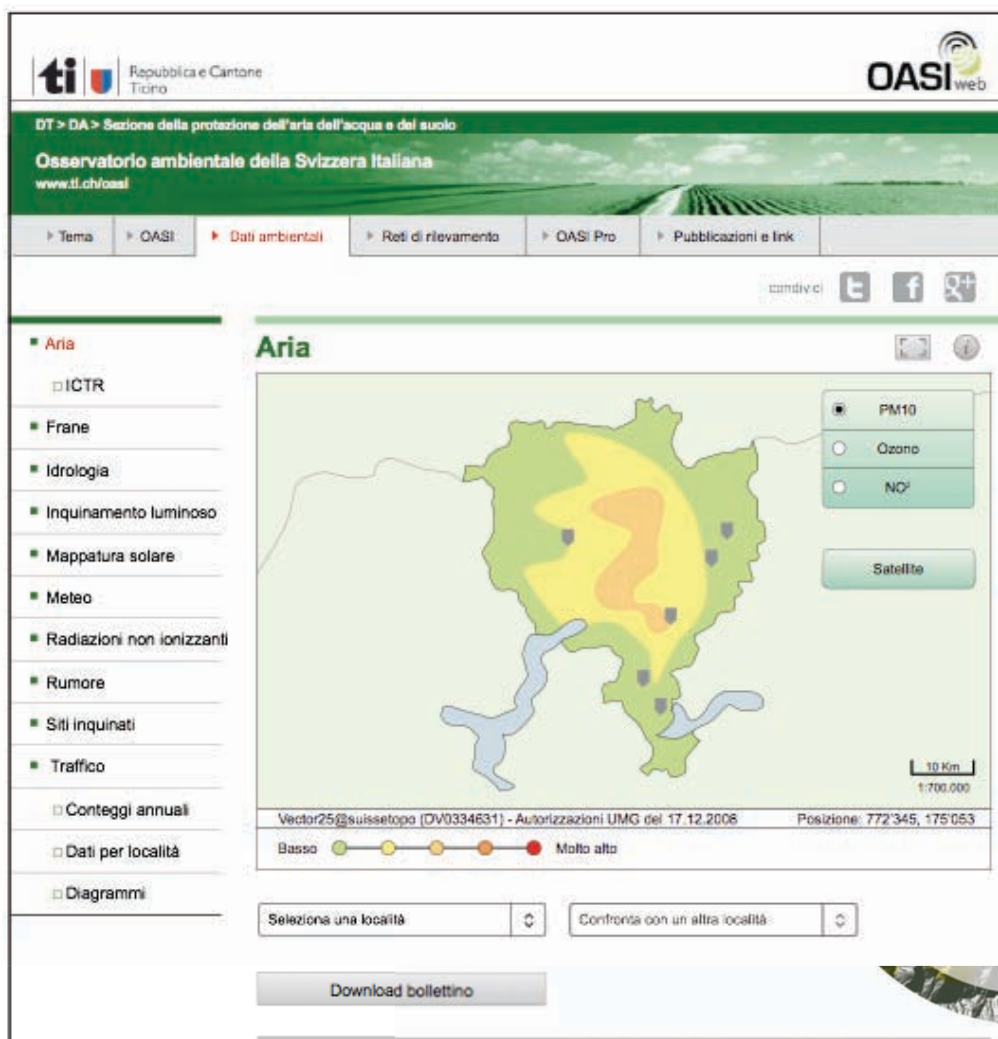 ti
Repubblica e Cantone
Ticino
OASI web
DT > DA > Sezione della protezione dell'aria dell'acqua e del suolo
Osservatorio ambientale della Svizzera Italiana
www.ti.ch/oasi
Tema
OASI
Dati ambientali
Reti di rilevamento
OASI Pro
Pubblicazioni e link
condivici
Aria
ICTR
Frane
Idrologia
Inquinamento luminoso
Mappatura solare
Meteo
Radiazioni non ionizzanti
Rumore
Siti inquinati
Traffico
Conteggi annuali
Dati per località
Diagrammi
Aria
i
PM10
Ozono
NO²
Satellite
10 Km
1:700.000
Vector25@suissetopo (DV0334631) - Autorizzazioni UMG del 17.12.2008 Posizione: 772'345, 175'053
Basso Molto alto
Seleziona una località
Confronta con un altra località
Download bollettino